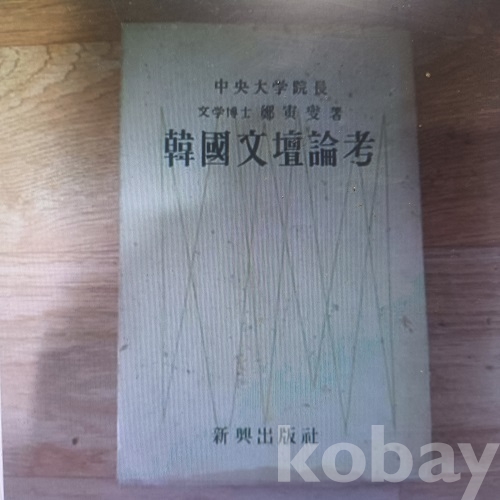 中央大学院長
文学博士 鄭寅燮 著
韓國文壇論考
新興出版社
kobay